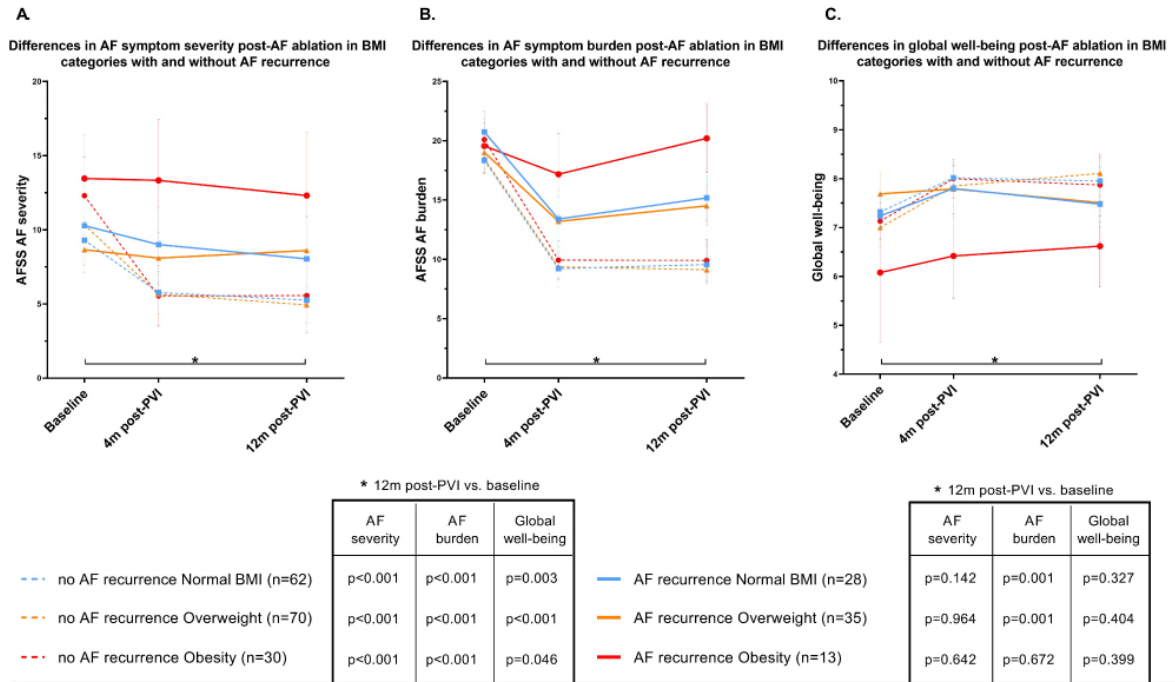 A.
Differences in AF symptom severity post-AF ablation in BMI
categories with and without AF recurrence
20
15
10
5
0
AFSS AF severity
*
Baseline
4m post-PVI
12m post-PVI
B.
Differences in AF symptom burden post-AF ablation in BMI
categories with and without AF recurrence
25
20
15
10
5
0
AFSS AF burden
*
Baseline
4m post-PVI
12m post-PVI
C.
Differences in global well-being post-AF ablation in BMI
categories with and without AF recurrence
10
9
8
7
6
5
4
Global well-being
*
Baseline
4m post-PVI
12m post-PVI
* 12m post-PVI vs. baseline
AF severity AF burden Global well-being
no AF recurrence Normal BMI (n=62) p<0.001 p<0.001 p=0.003
no AF recurrence Overweight (n=70) p<0.001 p<0.001 p<0.001
no AF recurrence Obesity (n=30) p<0.001 p<0.001 p=0.046
* 12m post-PVI vs. baseline
AF severity AF burden Global well-being
AF recurrence Normal BMI (n=28) p=0.142 p=0.001 p=0.327
AF recurrence Overweight (n=35) p=0.964 p=0.001 p=0.404
AF recurrence Obesity (n=13) p=0.642 p=0.672 p=0.399